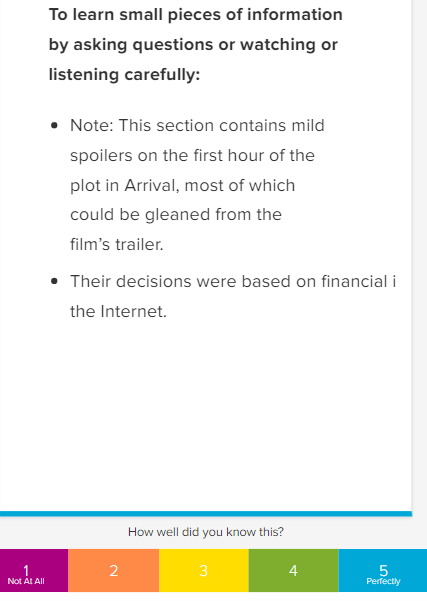 To learn small pieces of information
by asking questions or watching or
listening carefully:
• Note: This section contains mild
spoilers on the first hour of the
plot in Arrival, most of which
could be gleaned from the
film’s trailer.
• Their decisions were based on financial i
the Internet.
How well did you know this?
1 2 3 4 5
Not At All Perfectly